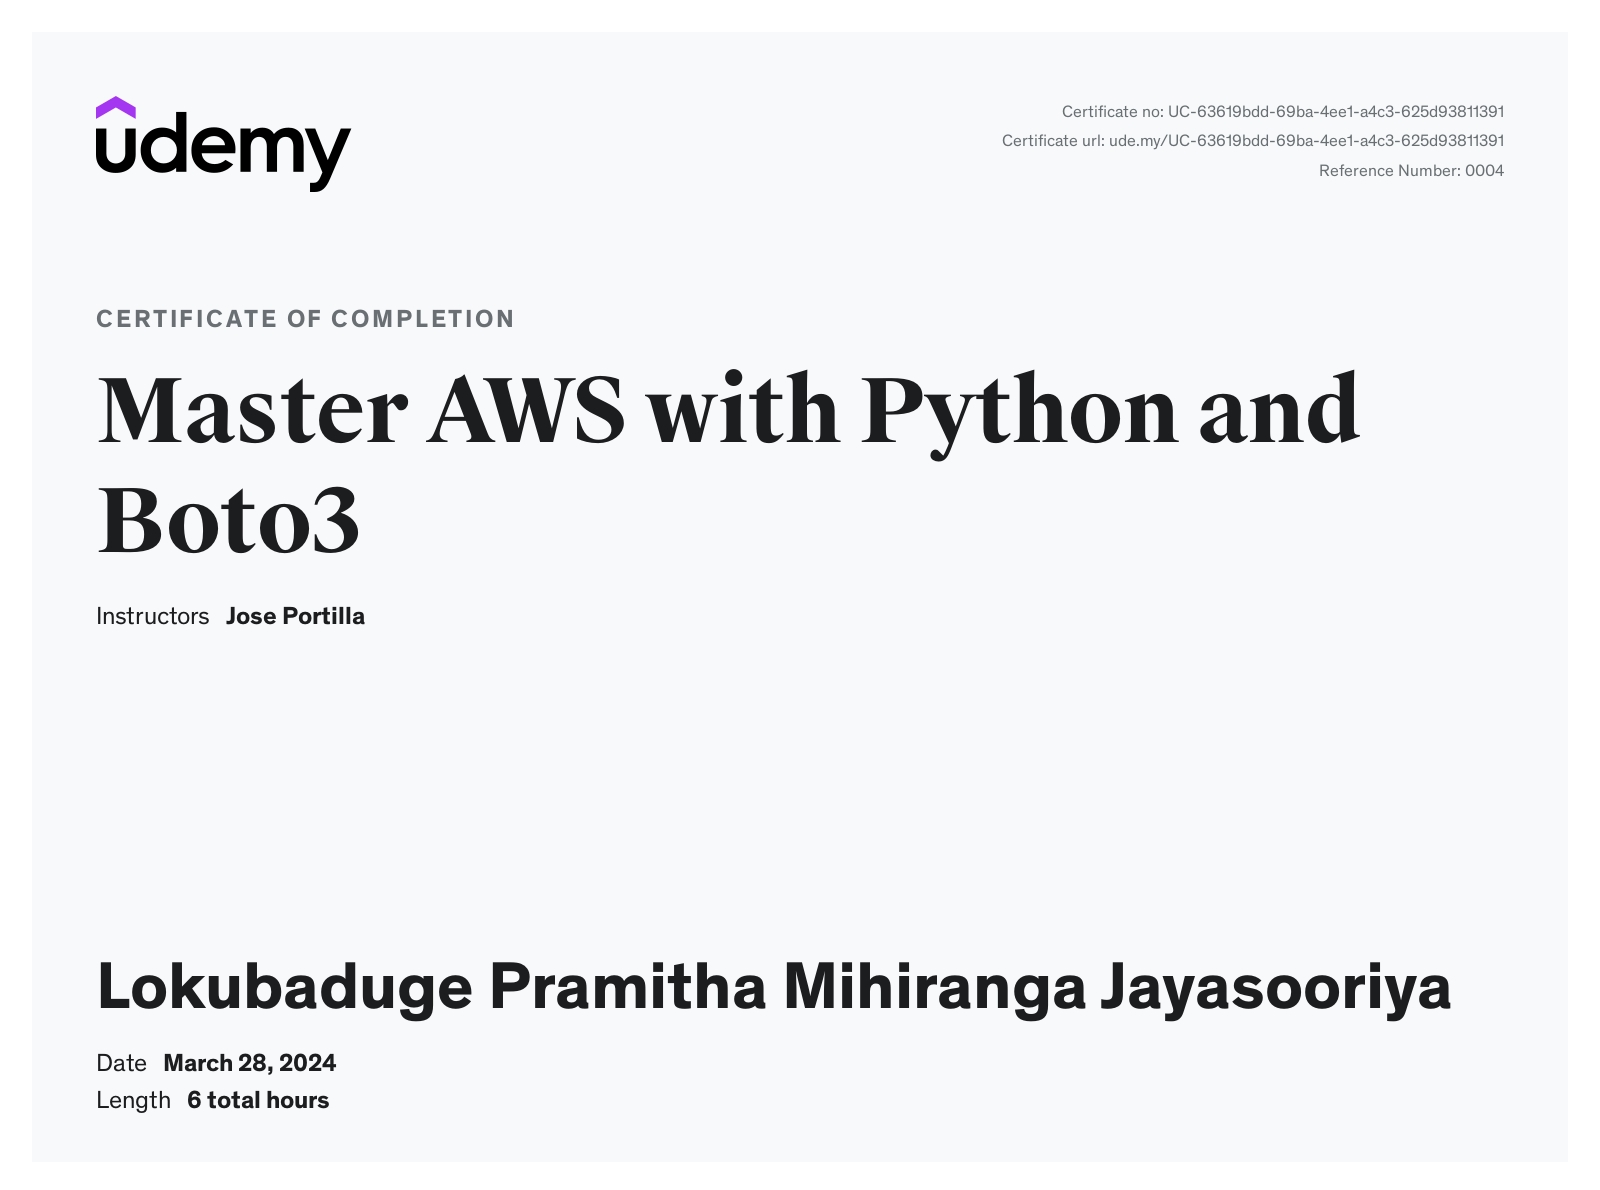 udemy
Certificate no: UC-63619bdd-69ba-4ee1-a4c3-625d93811391
Certificate url: ude.my/UC-63619bdd-69ba-4ee1-a4c3-625d93811391
Reference Number: 0004
CERTIFICATE OF COMPLETION
Master AWS with Python and
Boto3
Instructors Jose Portilla
Lokubaduge Pramitha Mihiranga Jayasooriya
Date March 28, 2024
Length 6 total hours